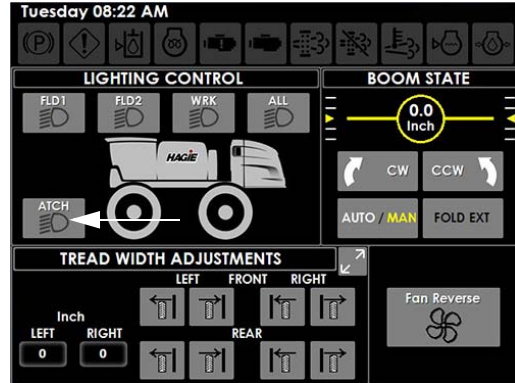 Tuesday 08:22 AM
LIGHTING CONTROL
FLD1 FLD2 WRK ALL
HAGIE
ATCH
BOOM STATE
0.0
Inch
CW CCW
AUTO / MAN FOLD EXT
TREAD WIDTH ADJUSTMENTS
LEFT FRONT RIGHT
Inch
LEFT RIGHT
0 0
REAR
Fan Reverse